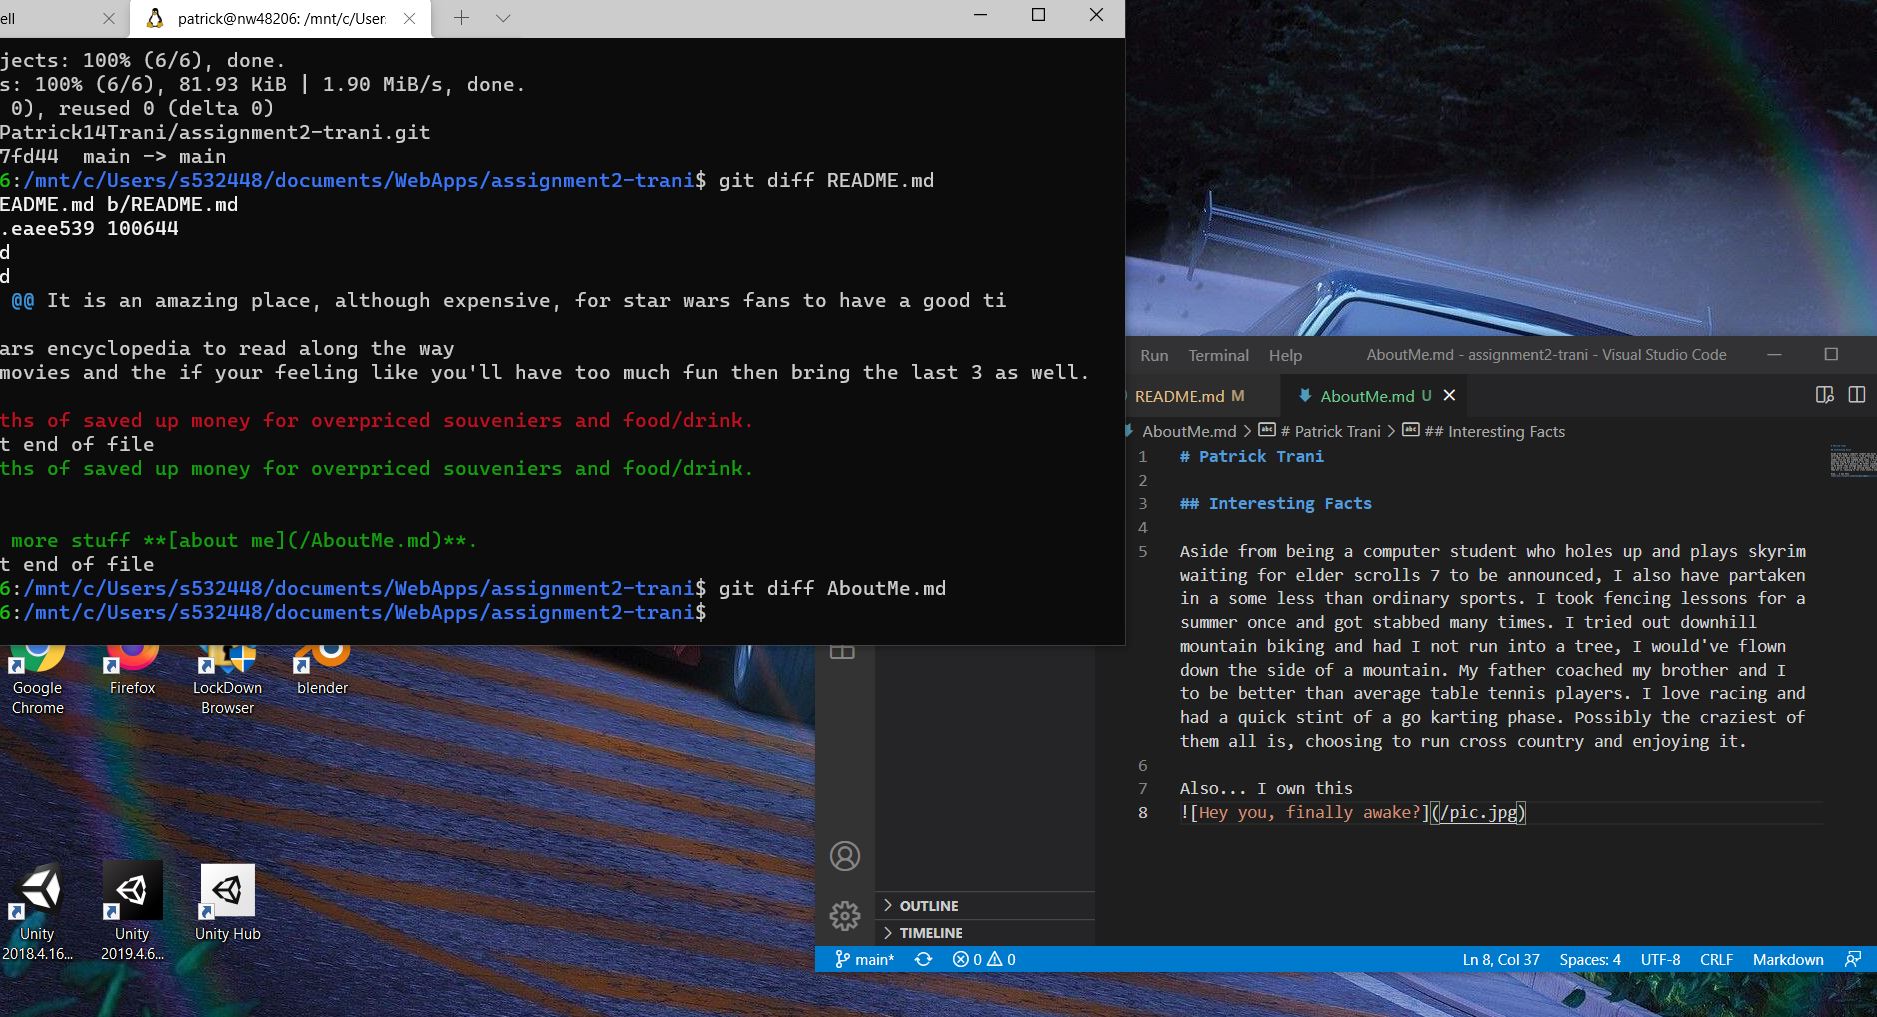 ell
patrick@nw48206: /mnt/c/User:
jects: 100% (6/6), done.
s: 100% (6/6), 81.93 KiB | 1.90 MiB/s, done.
0), reused 0 (delta 0)
Patrick14Trani/assignment2-trani.git
7fd44  main -> main
6:/mnt/c/Users/s532448/documents/WebApps/assignment2-trani$ git diff README.md
EADME.md b/README.md
.eaee539 100644
d
d
@@ It is an amazing place, although expensive, for star wars fans to have a good ti
ars encyclopedia to read along the way
movies and the if your feeling like you'll have too much fun then bring the last 3 as well.
ths of saved up money for overpriced souveniers and food/drink.
t end of file
ths of saved up money for overpriced souveniers and food/drink.
more stuff **[about me](/AboutMe.md)**.
t end of file
6:/mnt/c/Users/s532448/documents/WebApps/assignment2-trani$ git diff AboutMe.md
6:/mnt/c/Users/s532448/documents/WebApps/assignment2-trani$
Run Terminal Help AboutMe.md - assignment2-trani - Visual Studio Code
README.md M AboutMe.md U
AboutMe.md > # Patrick Trani > ## Interesting Facts
1 # Patrick Trani
2
3 ## Interesting Facts
4
5 Aside from being a computer student who holes up and plays skyrim
waiting for elder scrolls 7 to be announced, I also have partaken
in a some less than ordinary sports. I took fencing lessons for a
summer once and got stabbed many times. I tried out downhill
mountain biking and had I not run into a tree, I would've flown
down the side of a mountain. My father coached my brother and I
to be better than average table tennis players. I love racing and
had a quick stint of a go karting phase. Possibly the craziest of
them all is, choosing to run cross country and enjoying it.
6
7 Also... I own this
8 ![Hey you, finally awake?](/pic.jpg)
OUTLINE
TIMELINE
main* 0 0 Ln 8, Col 37 Spaces: 4 UTF-8 CRLF Markdown
Google Chrome
Firefox
LockDown Browser
blender
Unity 2018.4.16...
Unity 2019.4.6...
Unity Hub